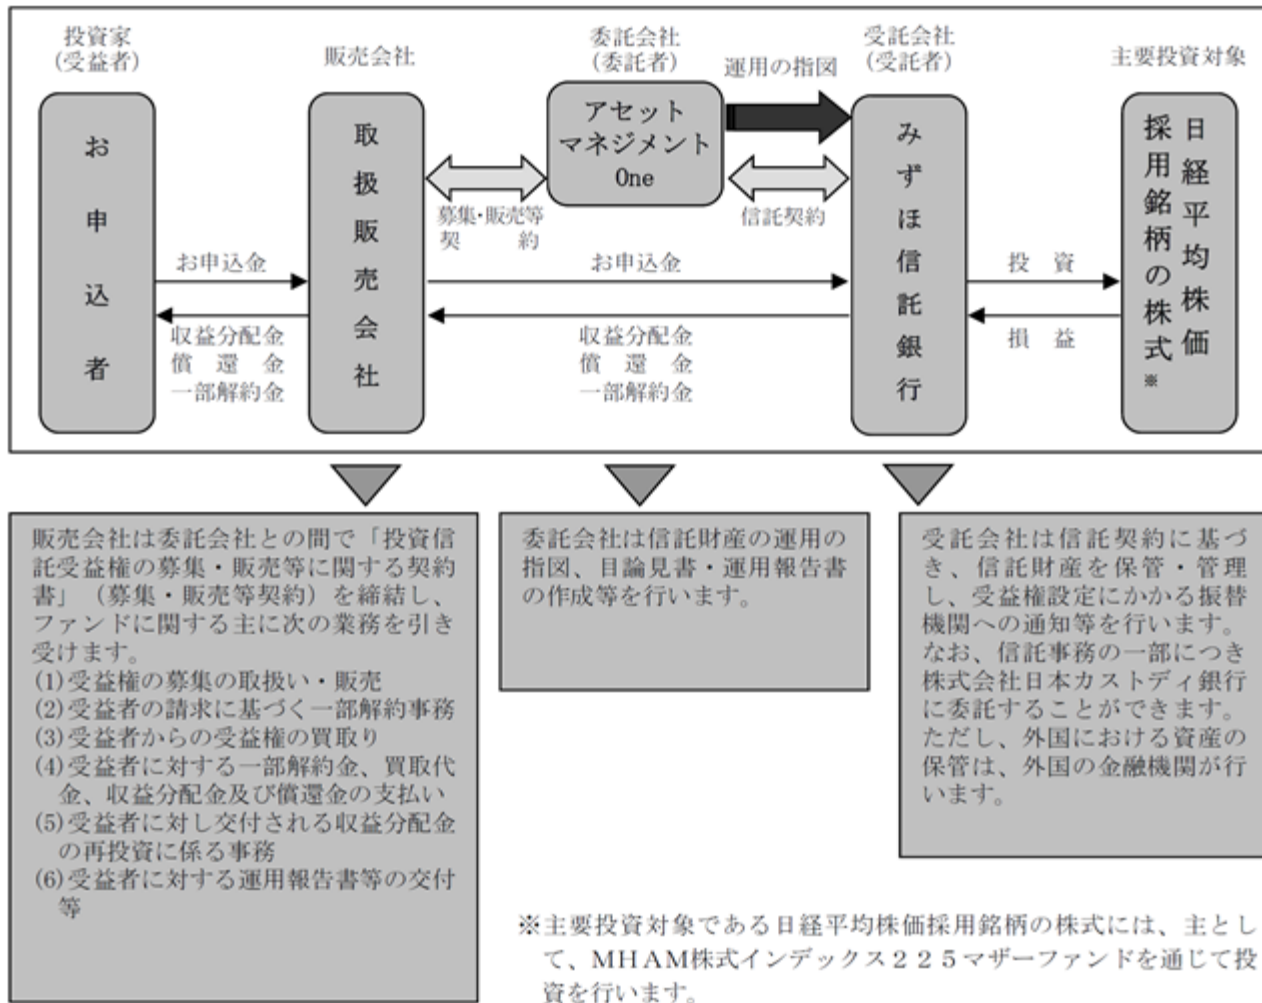 投資家
(受益者)
販売会社
委託会社
(委託者)
運用の指図
受託会社
(受託者)
主要投資対象
お申込者
取扱販売会社
アセット
マネジメント
One
みずほ信託銀行
日経平均株価
採用銘柄の株式※
募集・販売等
契　　約
信託契約
お申込金
お申込金
投　資
収益分配金
償　還　金
一部解約金
収益分配金
償　還　金
一部解約金
損　益
販売会社は委託会社との間で「投資信
託受益権の募集・販売等に関する契約
書」（募集・販売等契約）を締結し、
ファンドに関する主に次の業務を引き
受けます。
(1)受益権の募集の取扱い・販売
(2)受益者の請求に基づく一部解約事務
(3)受益者からの受益権の買取り
(4)受益者に対する一部解約金、買取代
金、収益分配金及び償還金の支払い
(5)受益者に対し交付される収益分配金
の再投資に係る事務
(6)受益者に対する運用報告書等の交付
等
委託会社は信託財産の運用の
指図、目論見書・運用報告書
の作成等を行います。
受託会社は信託契約に基づ
き、信託財産を保管・管理
し、受益権設定にかかる振替
機関への通知等を行います。
なお、信託事務の一部につき
株式会社日本カストディ銀行
に委託することができます。
ただし、外国における資産の
保管は、外国の金融機関が行
います。
※主要投資対象である日経平均株価採用銘柄の株式には、主とし
て、ＭＨＡＭ株式インデックス２２５マザーファンドを通じて投
資を行います。